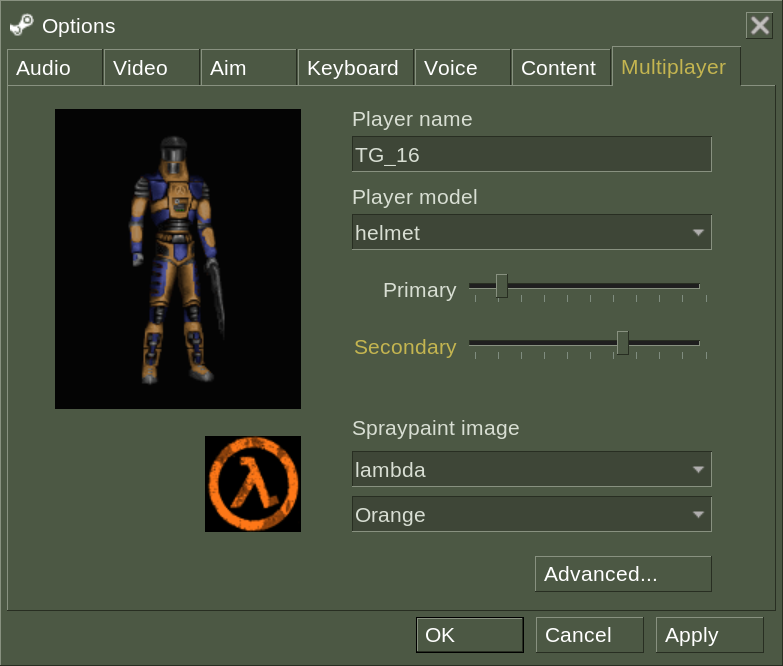 Options
Audio Video Aim Keyboard Voice Content Multiplayer
Player name
TG_16
Player model
helmet
Primary
Secondary
Spraypaint image
lambda
Orange
Advanced...
OK Cancel Apply